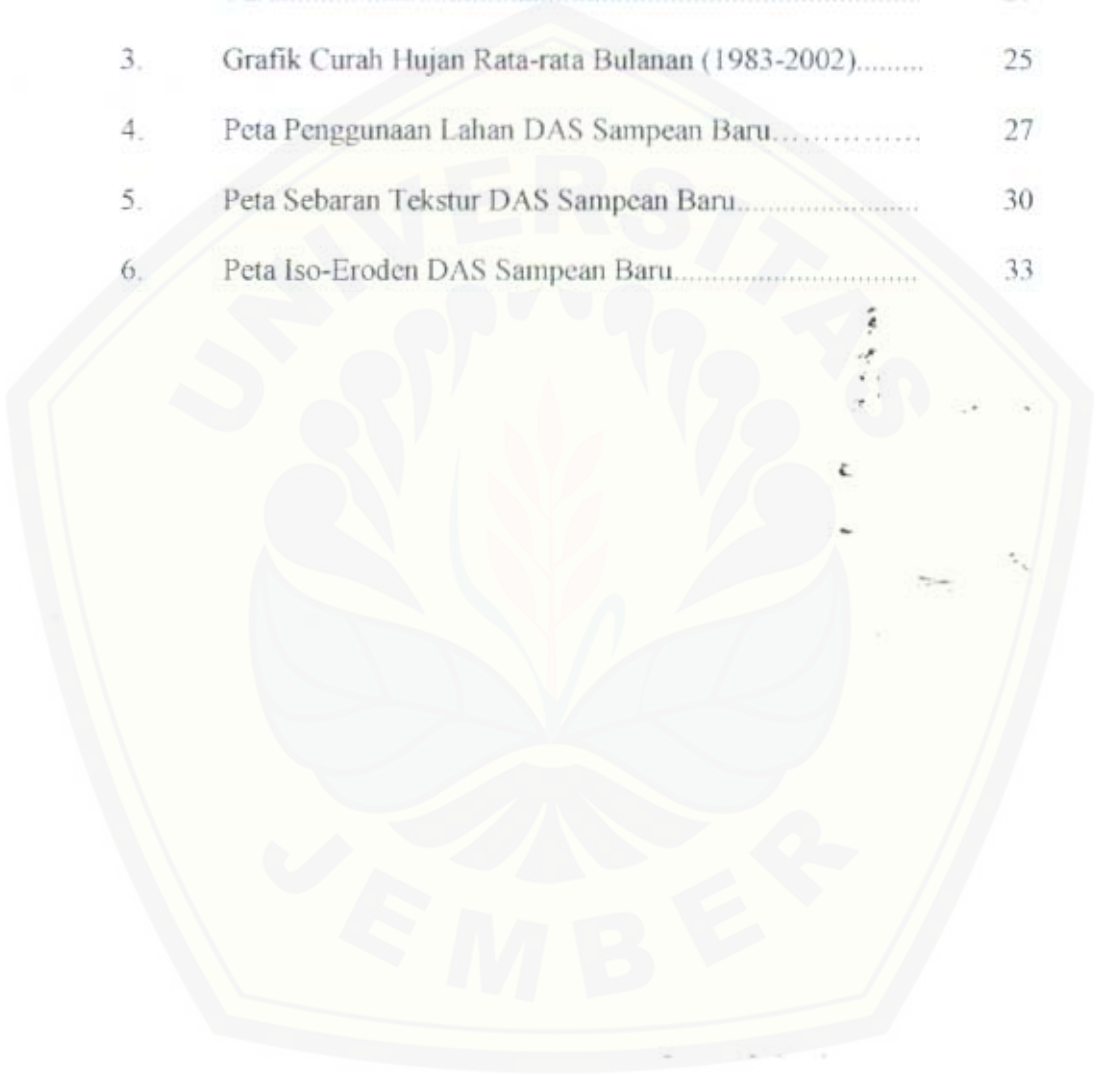 3. Grafik Curah Hujan Rata-rata Bulanan (1983-2002)......... 25
4. Peta Penggunaan Lahan DAS Sampean Baru............... 27
5. Peta Sebaran Tekstur DAS Sampean Baru....................... 30
6. Peta Iso-Eroden DAS Sampean Baru............................... 33
UNIVERSITAS
JEMBER